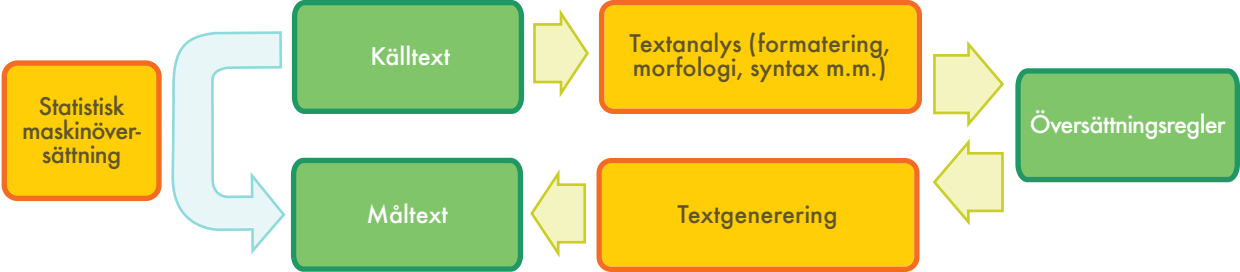 Statistisk
maskinöver-
sättning
Källtext
Textanalys (formatering,
morfologi, syntax m.m.)
Översättningsregler
Textgenerering
Måltext